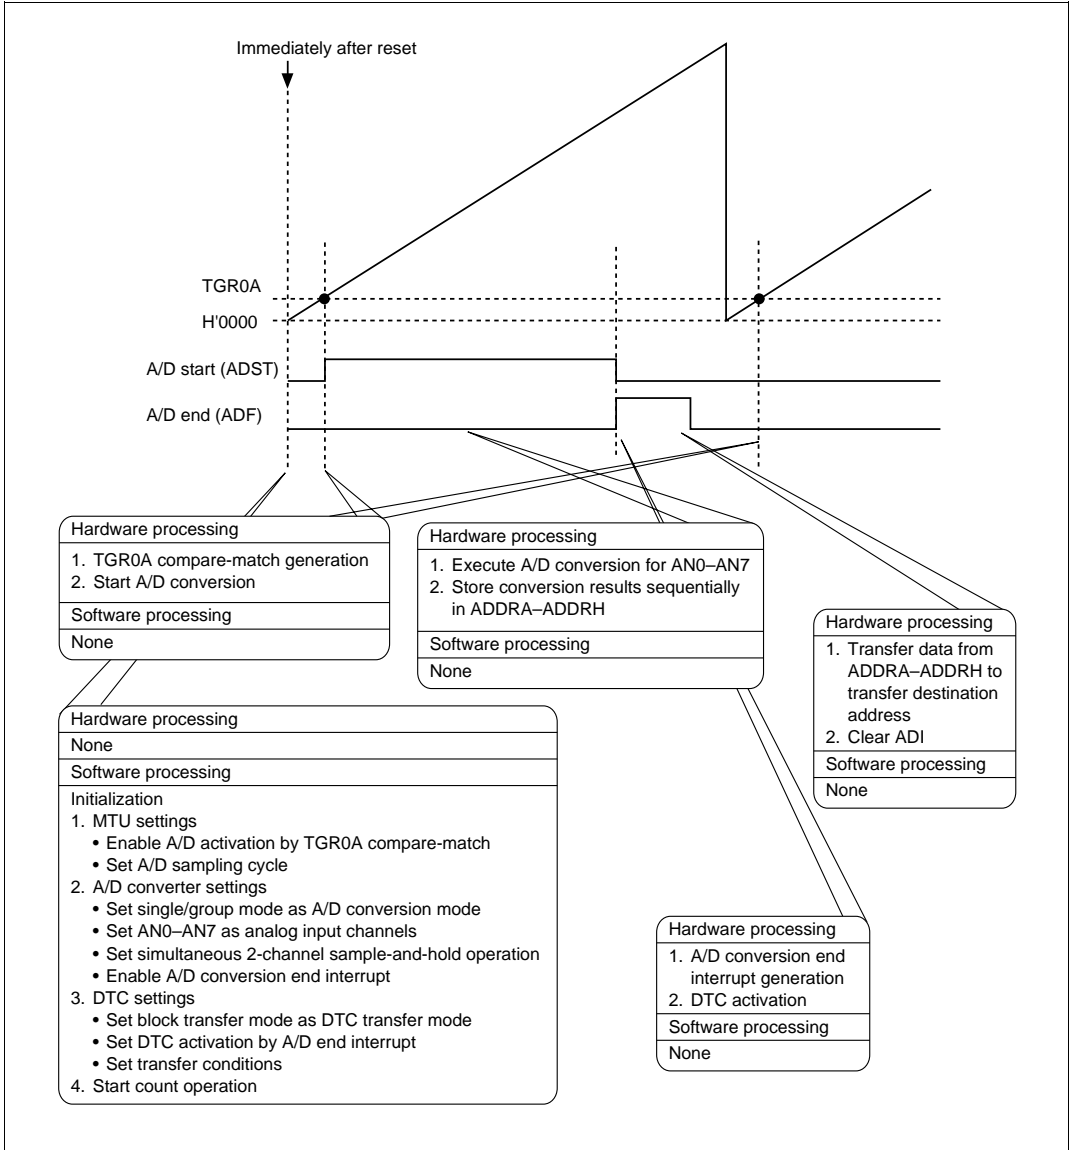 Immediately after reset
TGR0A
H'0000
A/D start (ADST)
A/D end (ADF)
Hardware processing
1. TGR0A compare-match generation
2. Start A/D conversion
Software processing
None
Hardware processing
1. Execute A/D conversion for AN0–AN7
2. Store conversion results sequentially
in ADDRA–ADDRH
Software processing
None
Hardware processing
1. Transfer data from
ADDRA–ADDRH to
transfer destination
address
2. Clear ADI
Software processing
None
Hardware processing
None
Software processing
Initialization
1. MTU settings
• Enable A/D activation by TGR0A compare-match
• Set A/D sampling cycle
2. A/D converter settings
• Set single/group mode as A/D conversion mode
• Set AN0–AN7 as analog input channels
• Set simultaneous 2-channel sample-and-hold operation
• Enable A/D conversion end interrupt
3. DTC settings
• Set block transfer mode as DTC transfer mode
• Set DTC activation by A/D end interrupt
• Set transfer conditions
4. Start count operation
Hardware processing
1. A/D conversion end
interrupt generation
2. DTC activation
Software processing
None